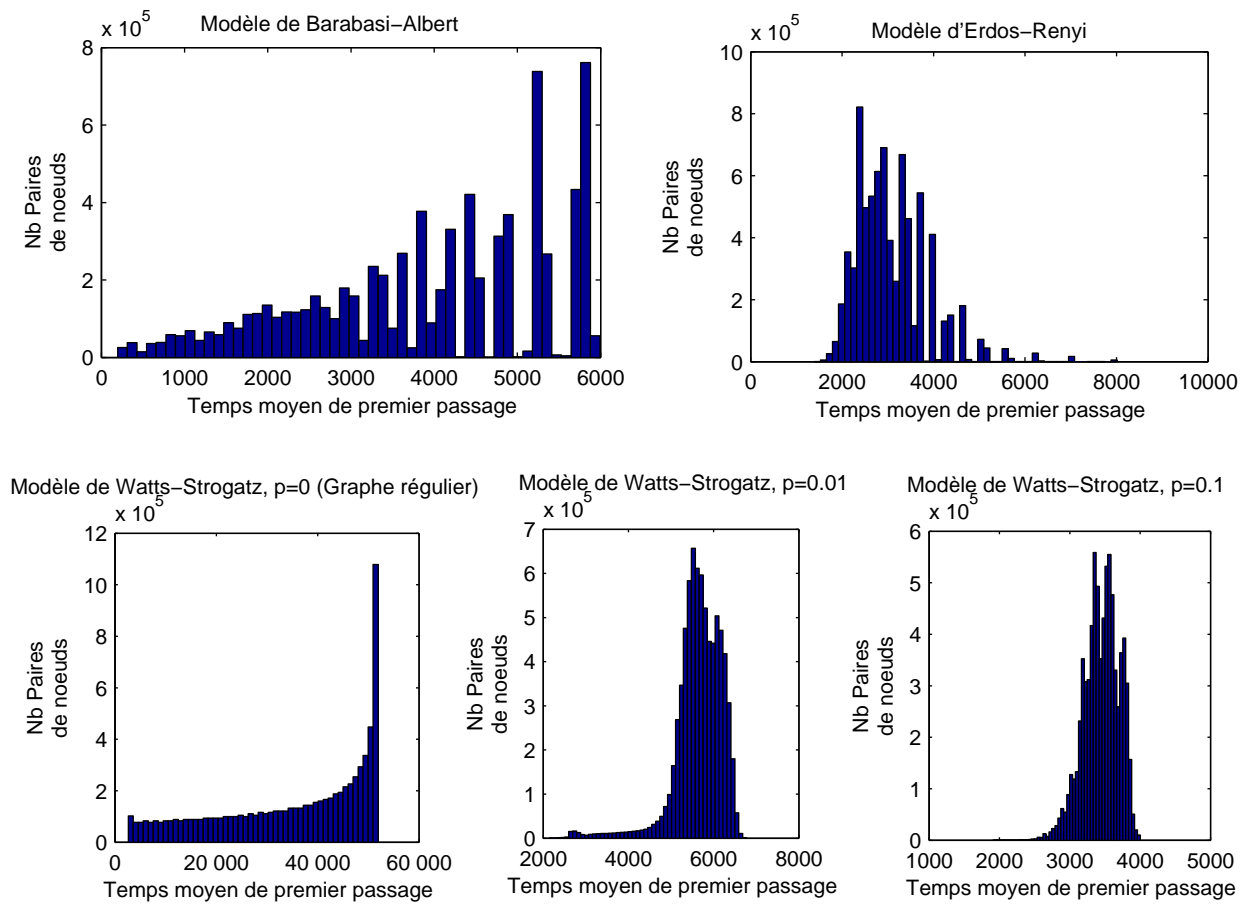 Modèle de Barabasi−Albert
x 10^5
8
6
4
2
0
0 1000 2000 3000 4000 5000 6000
Nb Paires
de noeuds
Temps moyen de premier passage
Modèle d'Erdos−Renyi
x 10^5
10
8
6
4
2
0
0 2000 4000 6000 8000 10000
Nb Paires
de noeuds
Temps moyen de premier passage
Modèle de Watts−Strogatz, p=0 (Graphe régulier)
x 10^5
12
10
8
6
4
2
0
0 20 000 40 000 60 000
Nb Paires
de noeuds
Temps moyen de premier passage
Modèle de Watts−Strogatz, p=0.01
x 10^5
7
6
5
4
3
2
1
0
2000 4000 6000 8000
Nb Paires
de noeuds
Temps moyen de premier passage
Modèle de Watts−Strogatz, p=0.1
x 10^5
6
5
4
3
2
1
0
1000 2000 3000 4000 5000
Nb Paires
de noeuds
Temps moyen de premier passage